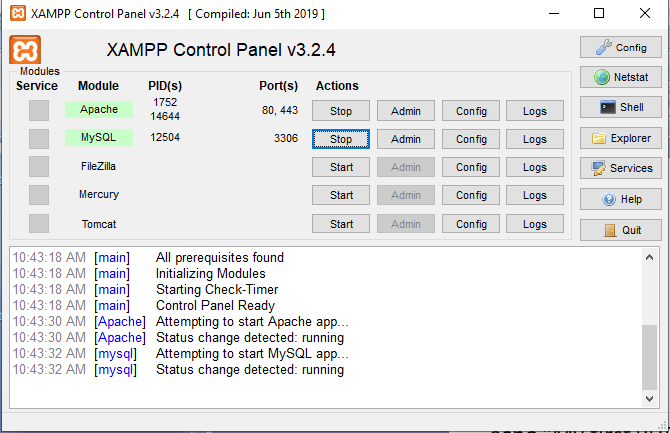 XAMPP Control Panel v3.2.4 [ Compiled: Jun 5th 2019 ]
XAMPP Control Panel v3.2.4
Config
Modules
Service Module PID(s) Port(s) Actions
Netstat
Apache 1752 14644 80, 443 Stop Admin Config Logs
Shell
MySQL 12504 3306 Stop Admin Config Logs
Explorer
FileZilla Start Admin Config Logs
Services
Mercury Start Admin Config Logs
Help
Tomcat Start Admin Config Logs
Quit
10:43:18 AM [main] All prerequisites found
10:43:18 AM [main] Initializing Modules
10:43:18 AM [main] Starting Check-Timer
10:43:18 AM [main] Control Panel Ready
10:43:30 AM [Apache] Attempting to start Apache app...
10:43:30 AM [Apache] Status change detected: running
10:43:32 AM [mysql] Attempting to start MySQL app...
10:43:32 AM [mysql] Status change detected: running